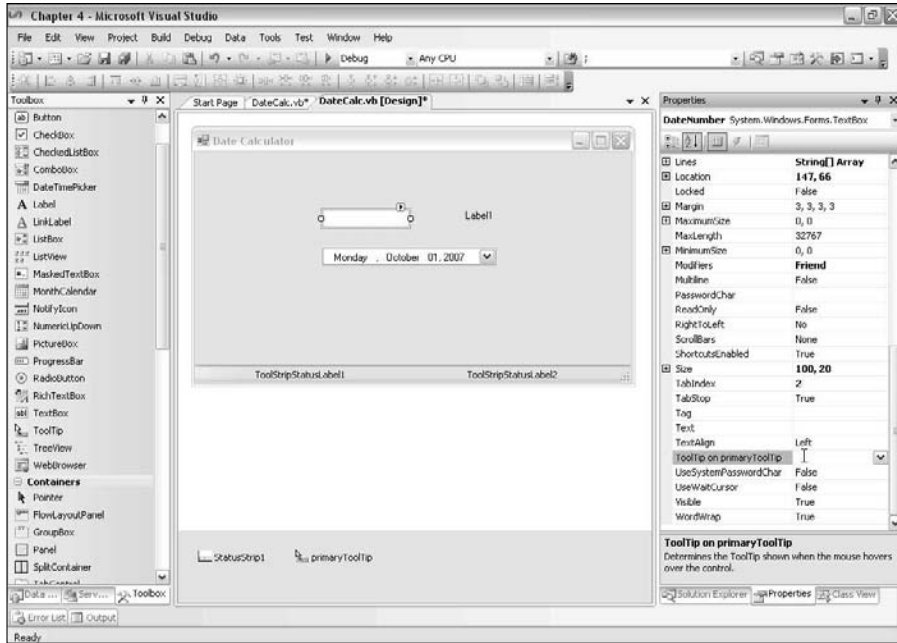 Chapter 4 - Microsoft Visual Studio
File Edit View Project Build Debug Data Tools Test Window Help
Debug Any CPU
Toolbox
Start Page DateCalc.vb* DateCalc.vb [Design]*
Properties
Button
CheckBox
CheckedListBox
ComboBox
DateTimePicker
Label
LinkLabel
ListBox
ListView
MaskedTextBox
MonthCalendar
NotifyIcon
NumericUpDown
PictureBox
ProgressBar
RadioButton
RichTextBox
TextBox
ToolTip
TreeView
WebBrowser
Containers
Pointer
FlowLayoutPanel
GroupBox
Panel
SplitContainer
TabControl
Data ... Serv... Toolbox
Date Calculator
Label1
Monday , October 01, 2007
ToolStripStatusLabel1 ToolStripStatusLabel2
StatusStrip1 primaryToolTip
DateNumber System.Windows.Forms.TextBox
Lines String[] Array
Location 147, 66
Locked False
Margin 3, 3, 3, 3
MaximumSize 0, 0
MaxLength 32767
MinimumSize 0, 0
Modifiers Friend
Multiline False
PasswordChar
ReadOnly False
RightToLeft No
ScrollBars None
ShortcutsEnabled True
Size 100, 20
TabIndex 2
TabStop True
Tag
Text
TextAlign Left
ToolTip on primaryToolTip
UseSystemPasswordChar False
UseWaitCursor False
Visible True
WordWrap True
ToolTip on primaryToolTip
Determines the ToolTip shown when the mouse hovers
over the control.
Solution Explorer Properties Class View
Error List Output
Ready